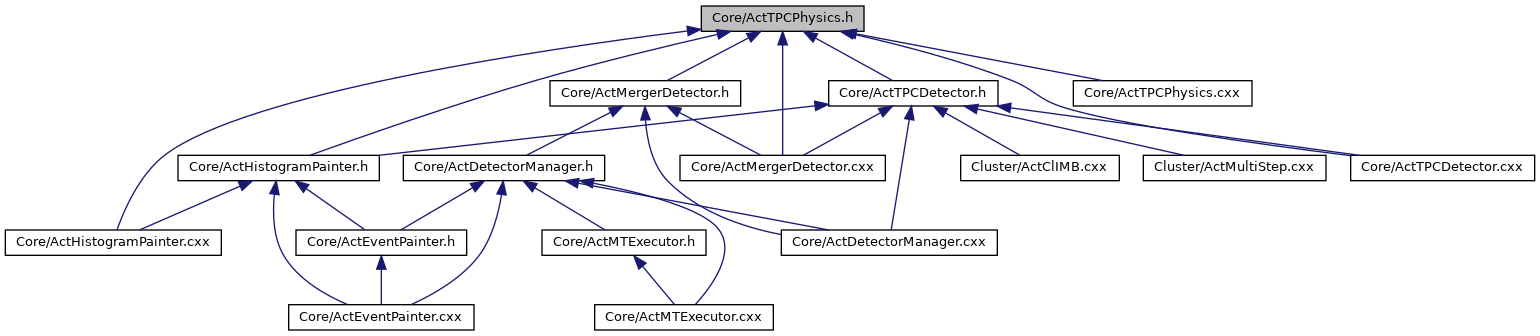 Core/ActTPCPhysics.h
Core/ActMergerDetector.h
Core/ActTPCDetector.h
Core/ActTPCPhysics.cxx
Core/ActHistogramPainter.h
Core/ActDetectorManager.h
Core/ActMergerDetector.cxx
Cluster/ActClIMB.cxx
Cluster/ActMultiStep.cxx
Core/ActTPCDetector.cxx
Core/ActHistogramPainter.cxx
Core/ActEventPainter.h
Core/ActMTExecutor.h
Core/ActDetectorManager.cxx
Core/ActEventPainter.cxx
Core/ActMTExecutor.cxx